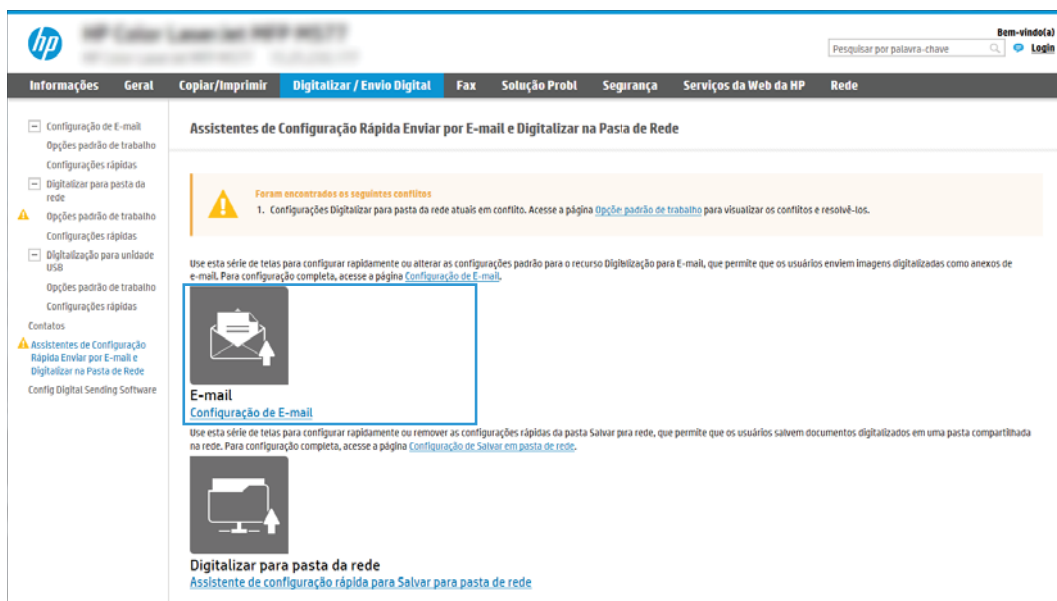 hp
Bem-vindo(a)
Pesquisar por palavra-chave
Login
Informações Geral Copiar/Imprimir Digitalizar / Envio Digital Fax Solução Probl Segurança Serviços da Web da HP Rede
Configuração de E-mail
Opções padrão de trabalho
Configurações rápidas
Digitalizar para pasta da
rede
Opções padrão de trabalho
Configurações rápidas
Digitalização para unidade
USB
Opções padrão de trabalho
Configurações rápidas
Contatos
Assistentes de Configuração
Rápida Enviar por E-mail e
Digitalizar na Pasta de Rede
Config Digital Sending Software
Assistentes de Configuração Rápida Enviar por E-mail e Digitalizar na Pasta de Rede
Foram encontrados os seguintes conflitos
1. Configurações Digitalizar para pasta da rede atuais em conflito. Acesse a página Opções padrão de trabalho para visualizar os conflitos e resolvê-los.
Use esta série de telas para configurar rapidamente ou alterar as configurações padrão para o recurso Digitalização para E-mail, que permite que os usuários enviem imagens digitalizadas como anexos de
e-mail. Para configuração completa, acesse a página Configuração de E-mail.
E-mail
Configuração de E-mail
Use esta série de telas para configurar rapidamente ou remover as configurações rápidas da pasta Salvar para rede, que permite que os usuários salvem documentos digitalizados em uma pasta compartilhada
na rede. Para configuração completa, acesse a página Configuração de Salvar em pasta de rede.
Digitalizar para pasta da rede
Assistente de configuração rápida para Salvar para pasta de rede